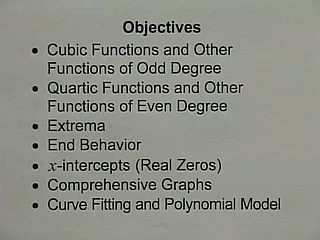 Objectives
• Cubic Functions and Other
Functions of Odd Degree
• Quartic Functions and Other
Functions of Even Degree
• Extrema
• End Behavior
• x-intercepts (Real Zeros)
• Comprehensive Graphs
• Curve Fitting and Polynomial Model